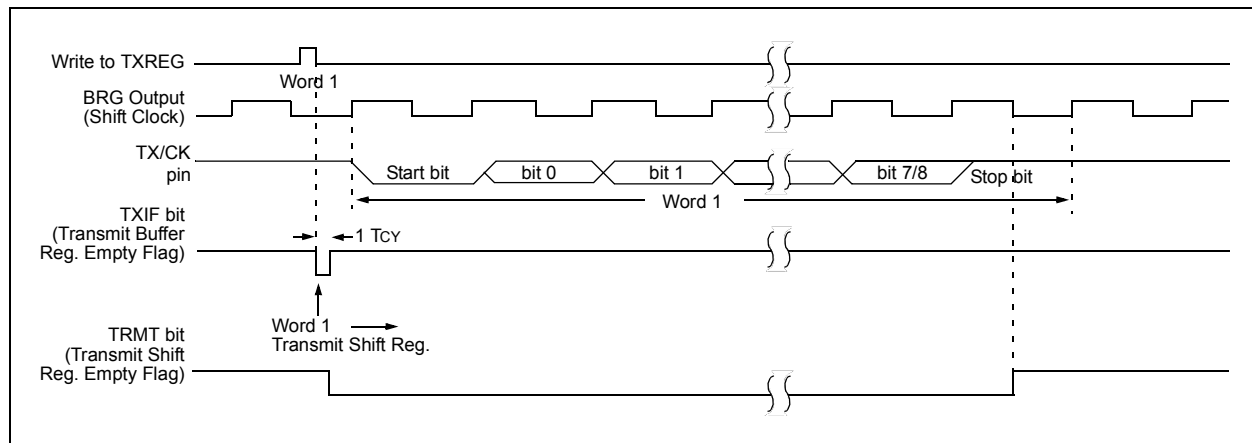 Write to TXREG
Word 1
BRG Output
(Shift Clock)
TX/CK
pin
Start bit
bit 0
bit 1
bit 7/8
Stop bit
Word 1
TXIF bit
(Transmit Buffer
Reg. Empty Flag)
1 TCY
Word 1
Transmit Shift Reg.
TRMT bit
(Transmit Shift
Reg. Empty Flag)